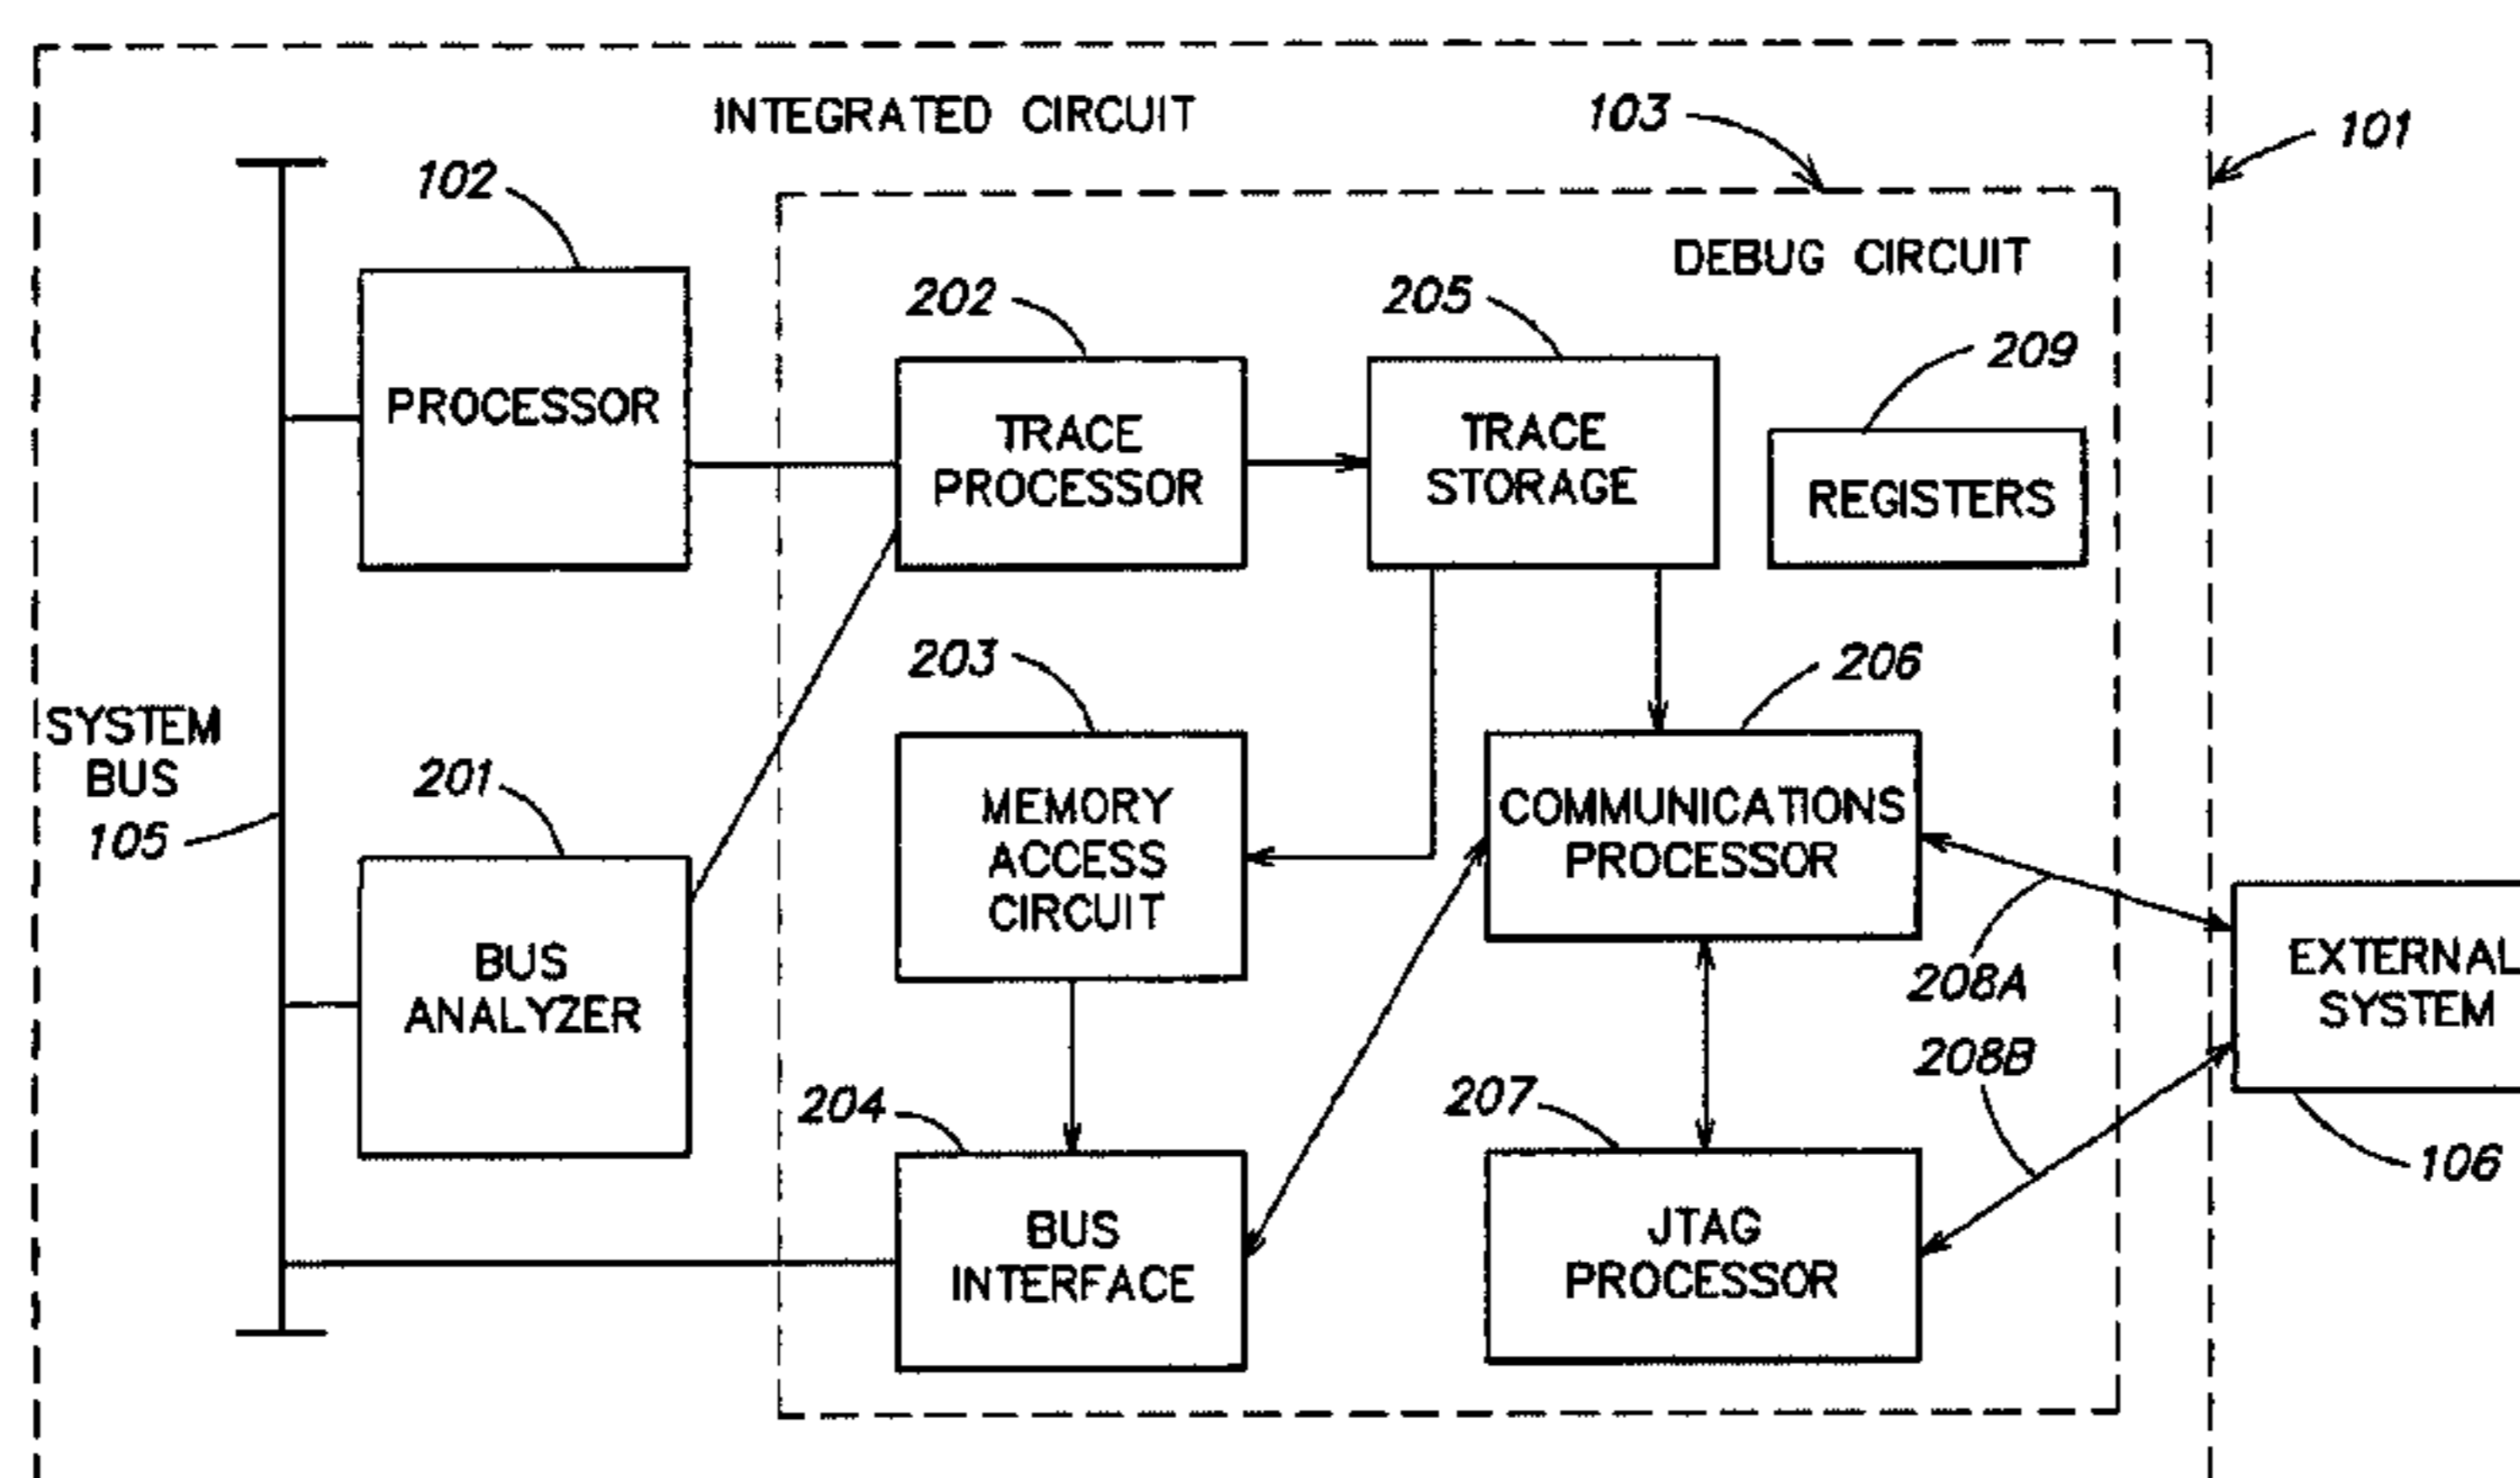 INTEGRATED CIRCUIT
103
101
102
DEBUG CIRCUIT
202
205
209
PROCESSOR
TRACE
PROCESSOR
TRACE
STORAGE
REGISTERS
203
206
SYSTEM
BUS
105
201
MEMORY
ACCESS
CIRCUIT
COMMUNICATIONS
PROCESSOR
BUS
ANALYZER
208A
EXTERNAL
SYSTEM
208B
204
207
106
BUS
INTERFACE
JTAG
PROCESSOR